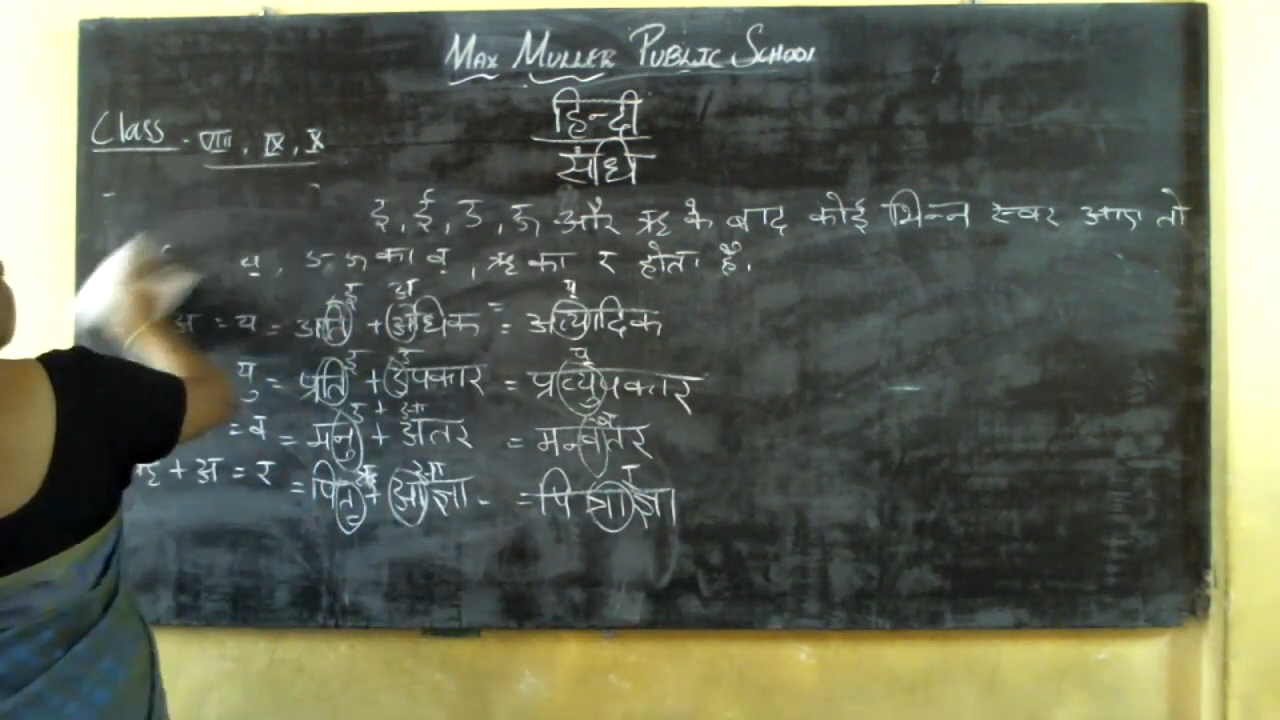 MAX MULLER PUBLIC SCHOOL
हिन्दी
Class - VIII, IX, X
संधि
इ, ई, उ, ऊ और ऋ के बाद कोई भिन्न स्वर आए तो
य, उ ऊ का व, ऋ का र होता है.
इ अ य
अ = य = अति + अधिक = अत्यादिक
इ उ य
यु = प्रति + उपकार = प्रत्युपकार
उ + आ व
= व = मनु + अंतर = मनवंतर
ऋ आ र
ऋ + अ = र = पितृ + आज्ञा - = पित्राज्ञा